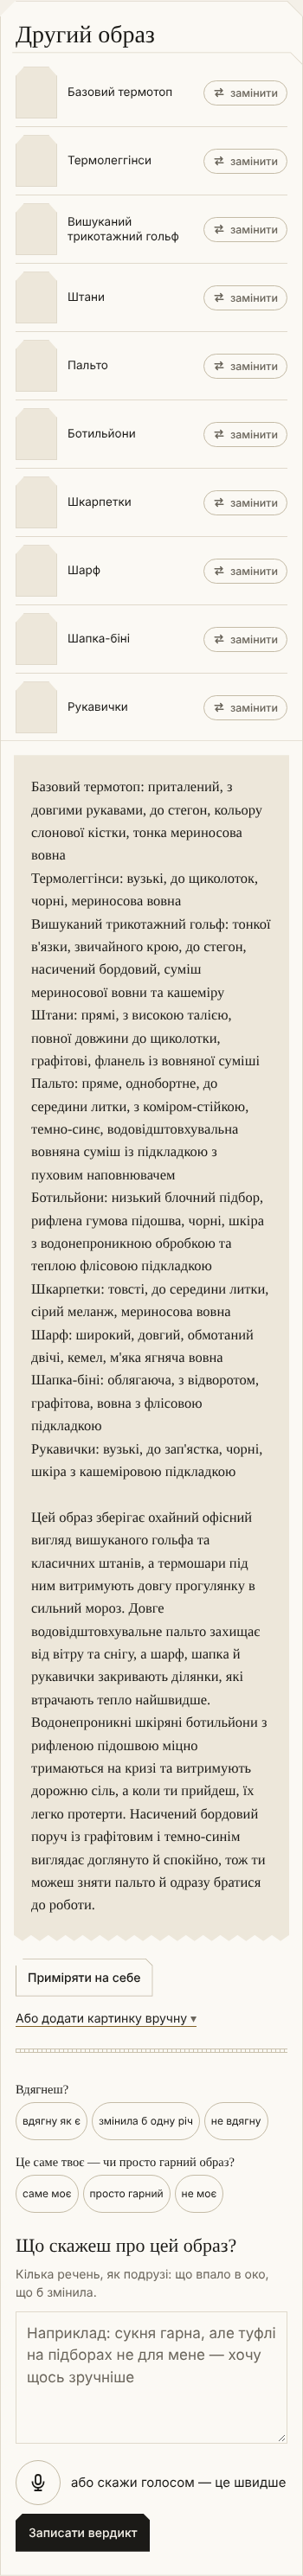 Другий образ
Базовий термотоп
замінити
Термолеггінси
замінити
Вишуканий
трикотажний гольф
замінити
Штани
замінити
Пальто
замінити
Ботильйони
замінити
Шкарпетки
замінити
Шарф
замінити
Шапка-біні
замінити
Рукавички
замінити
Базовий термотоп: приталений, з
довгими рукавами, до стегон, кольору
слонової кістки, тонка мериносова
вовна
Термолеггінси: вузькі, до щиколоток,
чорні, мериносова вовна
Вишуканий трикотажний гольф: тонкої
в'язки, звичайного крою, до стегон,
насичений бордовий, суміш
мериносової вовни та кашеміру
Штани: прямі, з високою талією,
повної довжини до щиколотки,
графітові, фланель із вовняної суміші
Пальто: пряме, однобортне, до
середини литки, з коміром-стійкою,
темно-синє, водовідштовхувальна
вовняна суміш із підкладкою з
пуховим наповнювачем
Ботильйони: низький блочний підбор,
рифлена гумова підошва, чорні, шкіра
з водонепроникною обробкою та
теплою флісовою підкладкою
Шкарпетки: товсті, до середини литки,
сірий меланж, мериносова вовна
Шарф: широкий, довгий, обмотаний
двічі, кемел, м'яка ягняча вовна
Шапка-біні: облягаюча, з відворотом,
графітова, вовна з флісовою
підкладкою
Рукавички: вузькі, до зап'ястка, чорні,
шкіра з кашеміровою підкладкою
Цей образ зберігає охайний офісний
вигляд вишуканого гольфа та
класичних штанів, а термошари під
ним витримують довгу прогулянку в
сильний мороз. Довге
водовідштовхувальне пальто захищає
від вітру та снігу, а шарф, шапка й
рукавички закривають ділянки, які
втрачають тепло найшвидше.
Водонепроникні шкіряні ботильйони з
рифленою підошвою міцно
тримаються на кризі та витримують
дорожню сіль, а коли ти прийдеш, їх
легко протерти. Насичений бордовий
поруч із графітовим і темно-синім
виглядає доглянуто й спокійно, тож ти
можеш зняти пальто й одразу братися
до роботи.
Приміряти на себе
Або додати картинку вручну ▾
Вдягнеш?
вдягну як є
змінила б одну річ
не вдягну
Це саме твоє — чи просто гарний образ?
саме моє
просто гарний
не моє
Що скажеш про цей образ?
Кілька речень, як подрузі: що впало в око,
що б змінила.
Наприклад: сукня гарна, але туфлі
на підборах не для мене — хочу
щось зручніше
або скажи голосом — це швидше
Записати вердикт